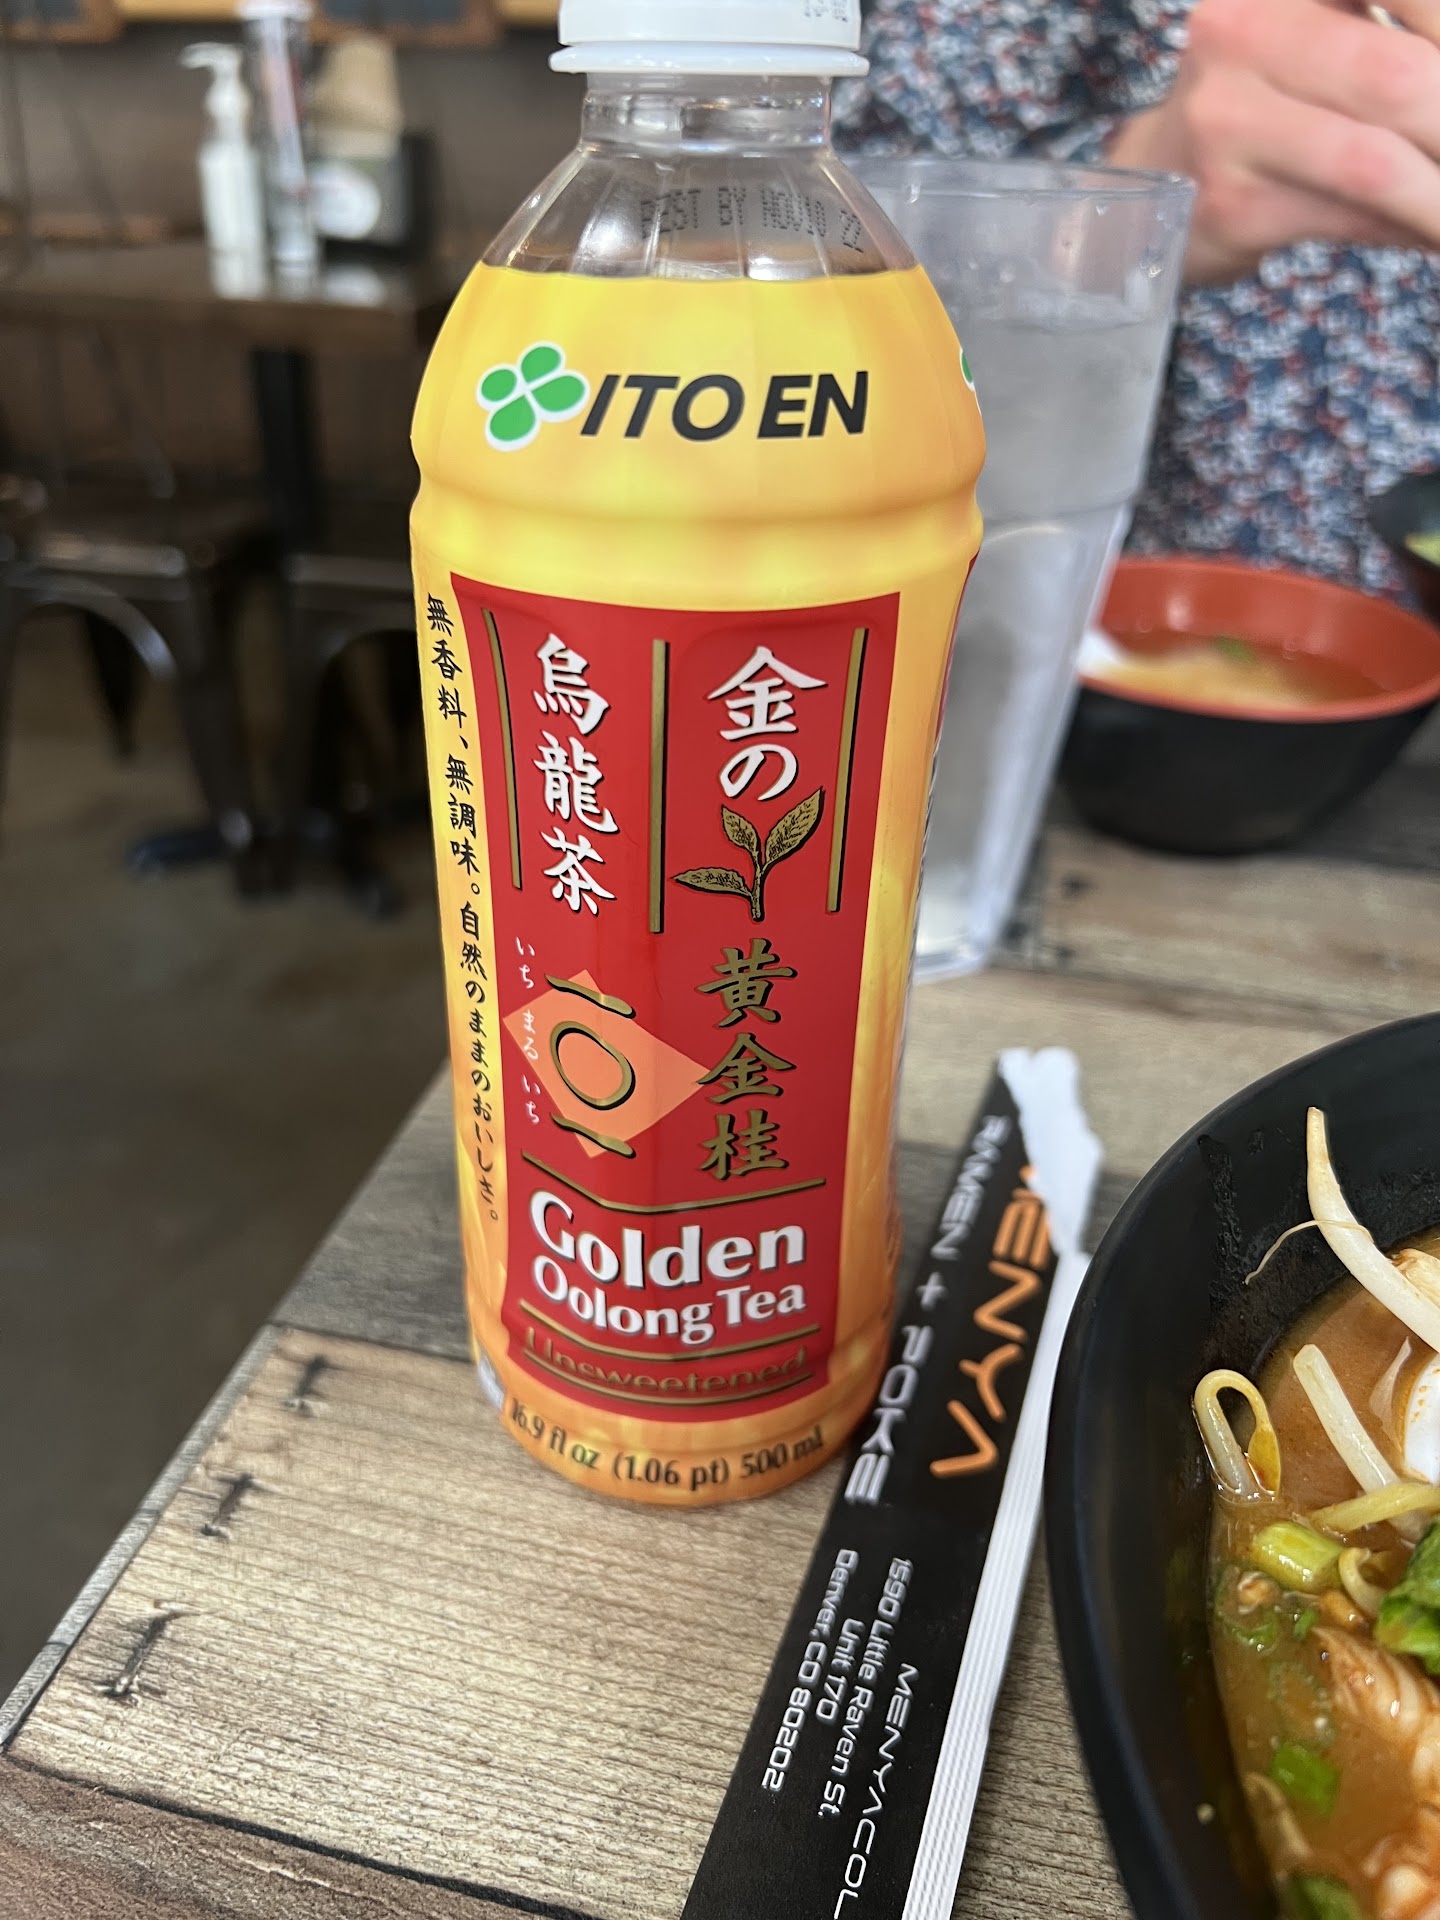 BEST BY NOV10 22
ITO EN
金の
烏龍茶
無香料、無調味。自然のままのおいしさ。
黄金桂
いち まる いち
一〇一
Golden
Oolong Tea
Unsweetened
16.9 fl oz (1.06 pt) 500 ml
MENYA
RAMEN + POKE
1590 Little Raven St.
Unit 170
Denver, CO 80202